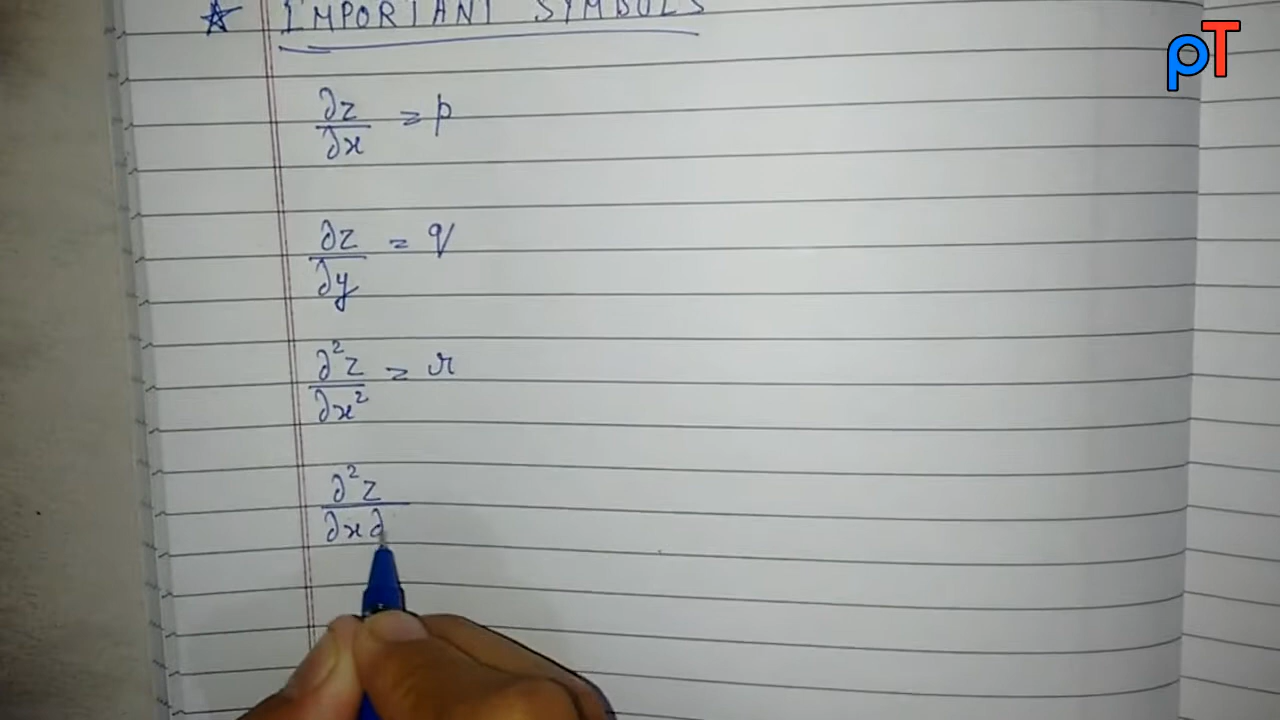 ☆ IMPORTANT SYMBOLS
pT
∂z/∂x = p
∂z/∂y = q
∂²z/∂x² = r
∂²z/∂x∂